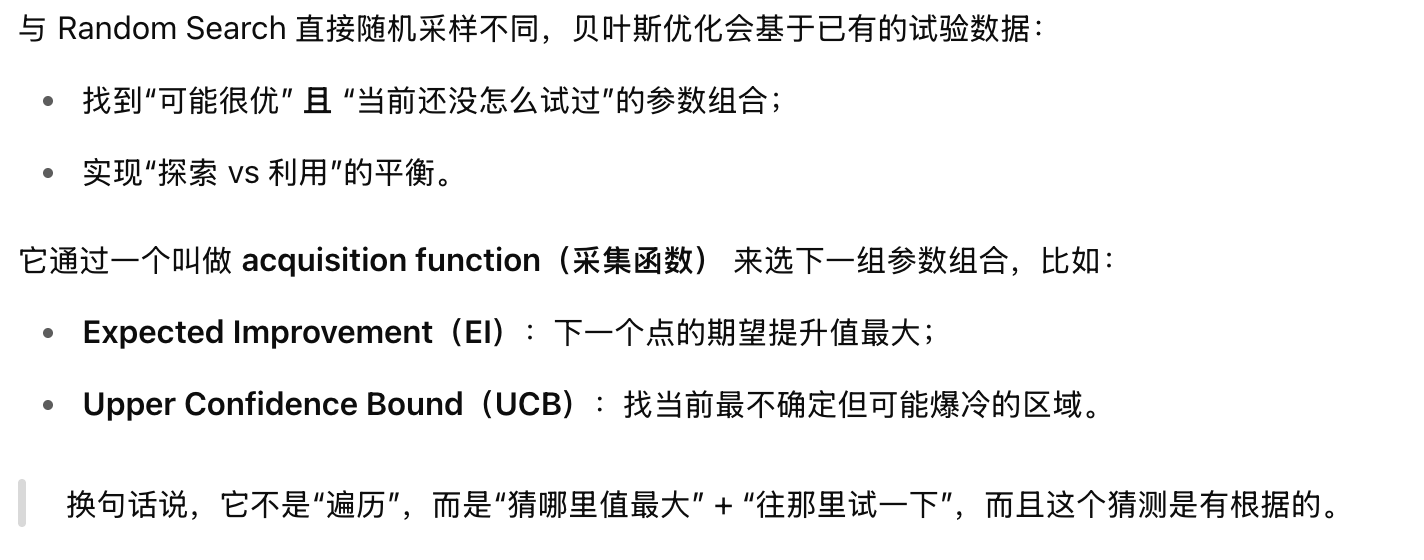 与 Random Search 直接随机采样不同，贝叶斯优化会基于已有的试验数据：
• 找到“可能很优” 且 “当前还没怎么试过”的参数组合；
• 实现“探索 vs 利用”的平衡。
它通过一个叫做 acquisition function（采集函数） 来选下一组参数组合，比如：
• Expected Improvement（EI）：下一个点的期望提升值最大；
• Upper Confidence Bound（UCB）：找当前最不确定但可能爆冷的区域。
换句话说，它不是“遍历”，而是“猜哪里值最大” + “往那里试一下”，而且这个猜测是有根据的。